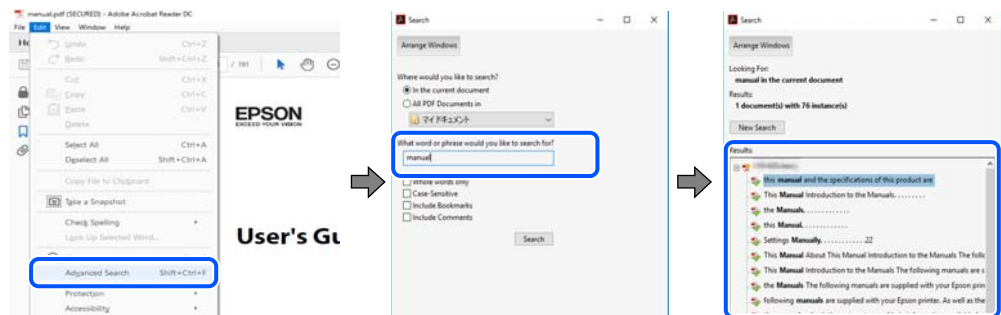 manual.pdf (SECURED) - Adobe Acrobat Reader DC
File Edit View Window Help
Undo Ctrl+Z
Redo Shift+Ctrl+Z
Cut Ctrl+X
Copy Ctrl+C
Paste Ctrl+V
Delete
Select All Ctrl+A
Deselect All Shift+Ctrl+A
Copy File to Clipboard
Take a Snapshot
Check Spelling
Look Up Selected Word...
Advanced Search Shift+Ctrl+F
Protection
Accessibility
/ 181
EPSON
EXCEED YOUR VISION
User's Gu
Search
Arrange Windows
Where would you like to search?
In the current document
All PDF Documents in
マイ ドキュメント
What word or phrase would you like to search for?
manual
Whole words only
Case-Sensitive
Include Bookmarks
Include Comments
Search
Search
Arrange Windows
Looking For:
manual in the current document
Results:
1 document(s) with 76 instance(s)
New Search
Results:
this manual and the specifications of this product are
This Manual Introduction to the Manuals. . . . . . . . .
the Manuals. . . . . . . . . . . . .
this Manual. . . . . . . . . . . . .
Settings Manually. . . . . . . . . . . . .22
This Manual About This Manual Introduction to the Manuals The follo
This Manual Introduction to the Manuals The following manuals are s
the Manuals The following manuals are supplied with your Epson prin
following manuals are supplied with your Epson printer. As well as the